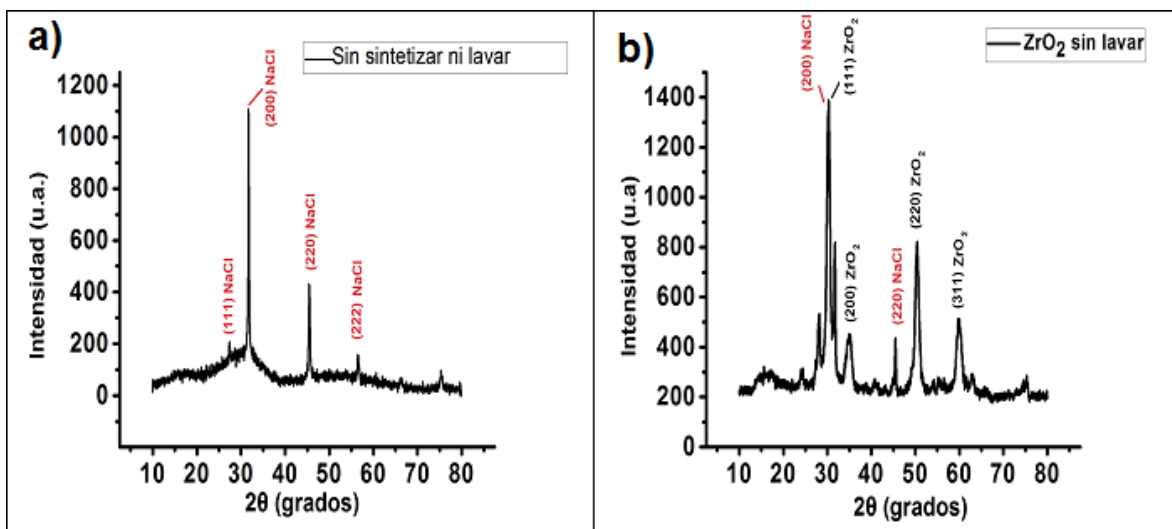 a)
Sin sintetizar ni lavar
Intensidad (u.a.)
1200
1000
800
600
400
200
0
(111) NaCl
(200) NaCl
(220) NaCl
(222) NaCl
10 20 30 40 50 60 70 80
2θ (grados)
b)
ZrO₂ sin lavar
Intensidad (u.a)
1400
1200
1000
800
600
400
200
0
(200) NaCl
(111) ZrO₂
(200) ZrO₂
(220) NaCl
(220) ZrO₂
(311) ZrO₂
10 20 30 40 50 60 70 80
2θ (grados)